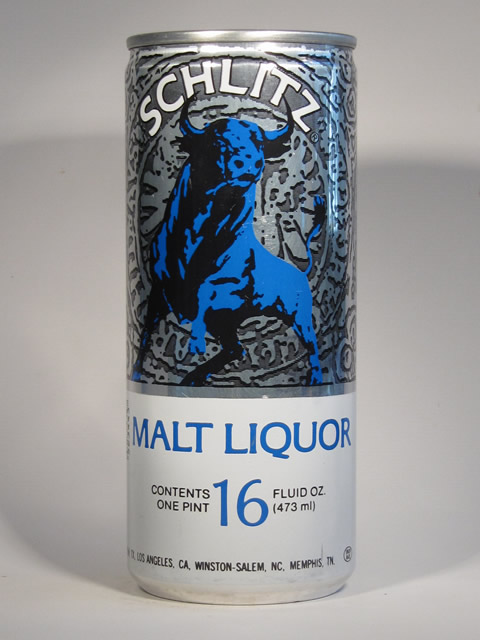 SCHLITZ®
MALT LIQUOR
CONTENTS 16 FLUID OZ.
ONE PINT (473 ml)
LOS ANGELES, CA, WINSTON-SALEM, NC, MEMPHIS, TN.